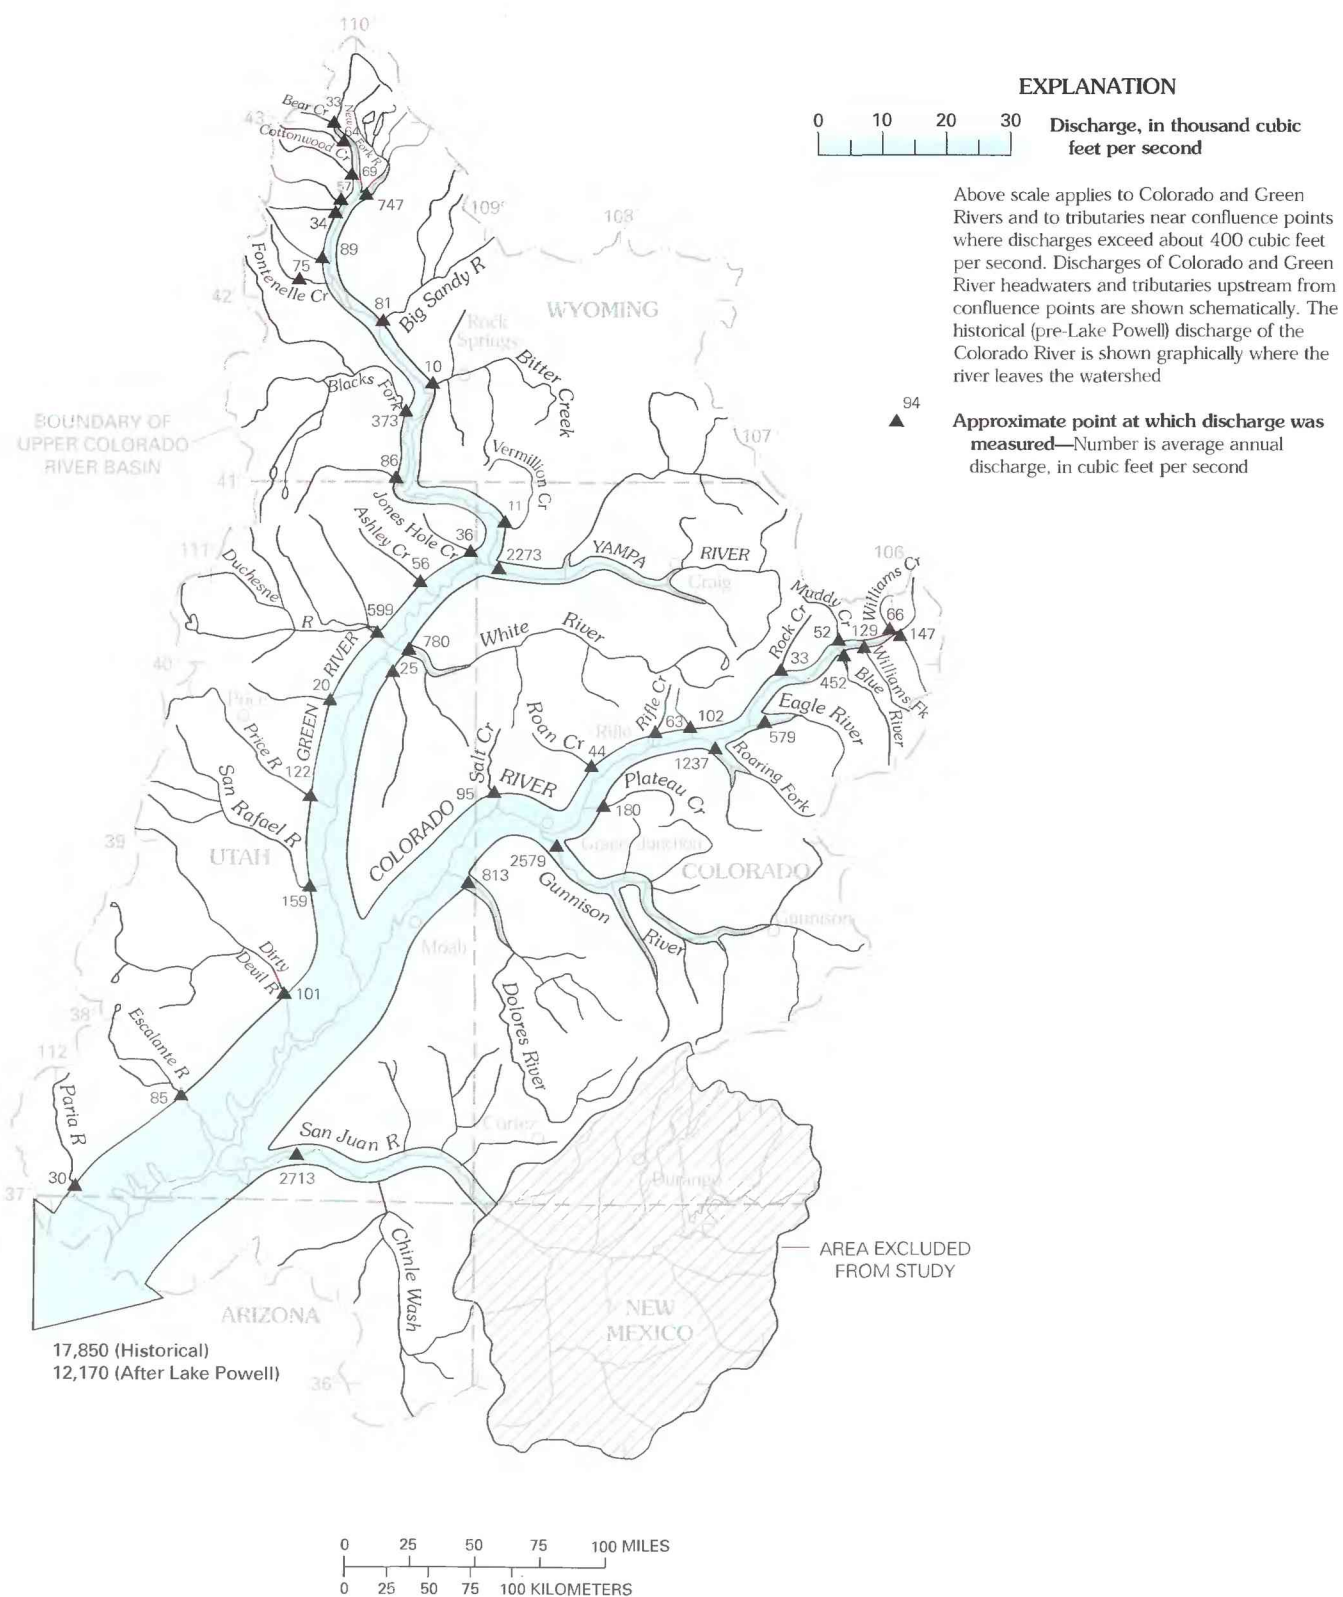 110
EXPLANATION
0 10 20 30
Discharge, in thousand cubic
feet per second
Above scale applies to Colorado and Green
Rivers and to tributaries near confluence points
where discharges exceed about 400 cubic feet
per second. Discharges of Colorado and Green
River headwaters and tributaries upstream from
confluence points are shown schematically. The
historical (pre-Lake Powell) discharge of the
Colorado River is shown graphically where the
river leaves the watershed
94
Approximate point at which discharge was
measured—Number is average annual
discharge, in cubic feet per second
Bear Cr
33
43
64
New Fork R
Cottonwood Cr
69
57
747
34
109°
108
89
75
Fontenelle Cr
42
81
Big Sandy R
WYOMING
Rock
Springs
10
Bitter Creek
Blacks Fork
373
BOUNDARY OF
UPPER COLORADO
RIVER BASIN
107
Vermillion Cr
86
41
11
Jones Hole Cr
36
Ashley Cr
56
2273
YAMPA RIVER
Craig
111°
Duchesne R
106
Williams Cr
66
147
Muddy Cr
52
129
Williams Fk
Rock Cr
33
452
Blue River
599
780
White River
25
40
GREEN RIVER
20
Price
Price R
122
Rifle Cr
63
102
Rifle
Eagle River
579
1237
Roaring Fork
Roan Cr
44
Salt Cr
95
COLORADO RIVER
Plateau Cr
180
San Rafael R
159
39
UTAH
Grand Junction
2579
COLORADO
Gunnison River
Gunnison
813
Moab
Dolores River
Dirty
Devil R
101
38°
Escalante R
85
112
Paria R
30
37
Cortez
San Juan R
2713
Durango
Chinle Wash
AREA EXCLUDED
FROM STUDY
ARIZONA
NEW
MEXICO
17,850 (Historical)
12,170 (After Lake Powell)
36
0 25 50 75 100 MILES
0 25 50 75 100 KILOMETERS